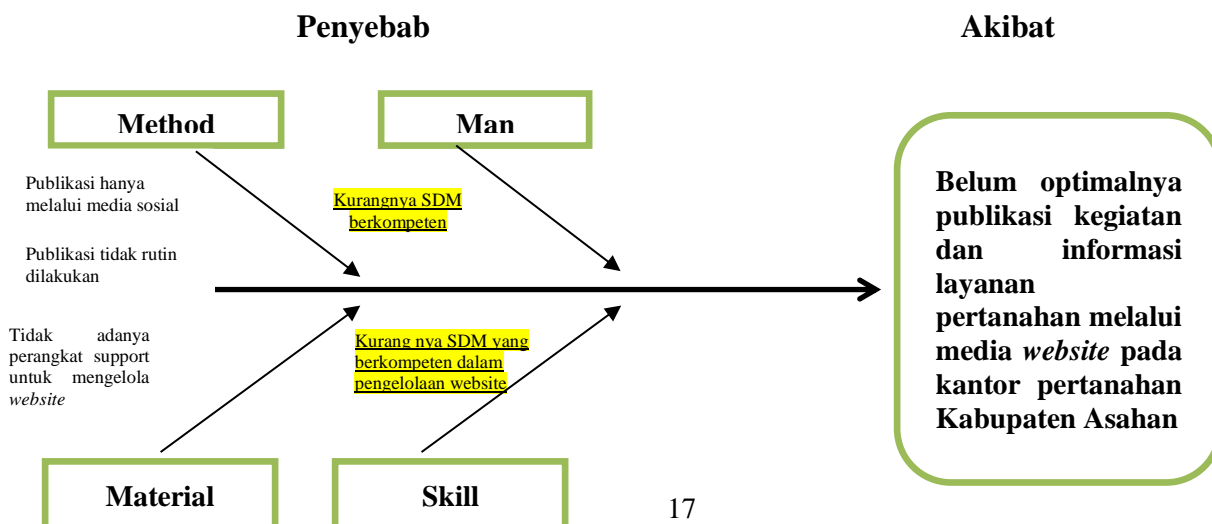 Penyebab
Akibat
Method
Man
Publikasi hanya
melalui media sosial
Publikasi tidak rutin
dilakukan
Kurangnya SDM
berkompeten
Tidak adanya
perangkat support
untuk mengelola
website
Kurang nya SDM yang
berkompeten dalam
pengelolaan website
Material
Skill
Belum optimalnya
publikasi kegiatan
dan informasi
layanan
pertanahan melalui
media website pada
kantor pertanahan
Kabupaten Asahan
17